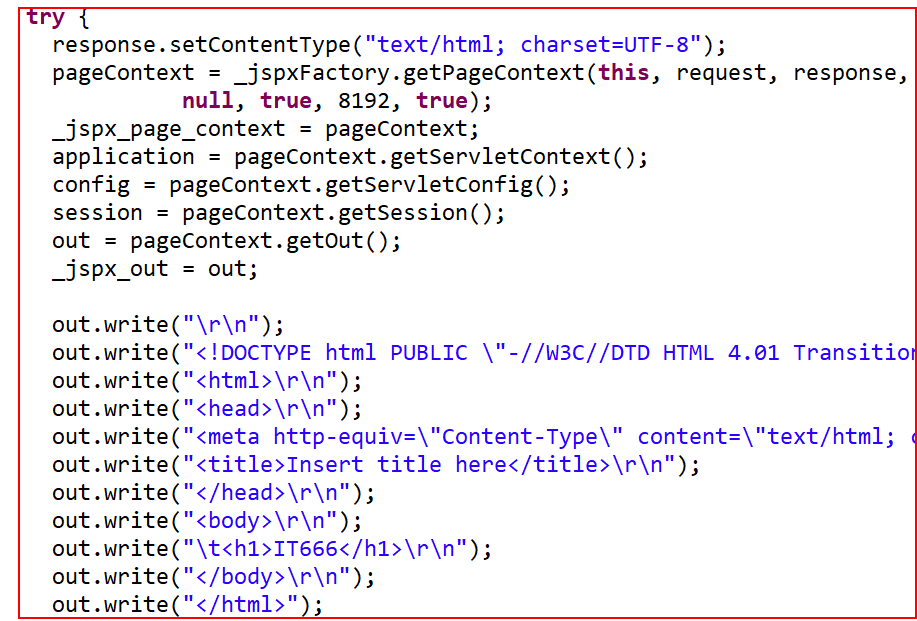 try {
  response.setContentType("text/html; charset=UTF-8");
  pageContext = _jspxFactory.getPageContext(this, request, response,
            null, true, 8192, true);
  _jspx_page_context = pageContext;
  application = pageContext.getServletContext();
  config = pageContext.getServletConfig();
  session = pageContext.getSession();
  out = pageContext.getOut();
  _jspx_out = out;

  out.write("\r\n");
  out.write("<!DOCTYPE html PUBLIC \"-//W3C//DTD HTML 4.01 Transition
  out.write("<html>\r\n");
  out.write("<head>\r\n");
  out.write("<meta http-equiv=\"Content-Type\" content=\"text/html;
  out.write("<title>Insert title here</title>\r\n");
  out.write("</head>\r\n");
  out.write("<body>\r\n");
  out.write("\t<h1>IT666</h1>\r\n");
  out.write("</body>\r\n");
  out.write("</html>");